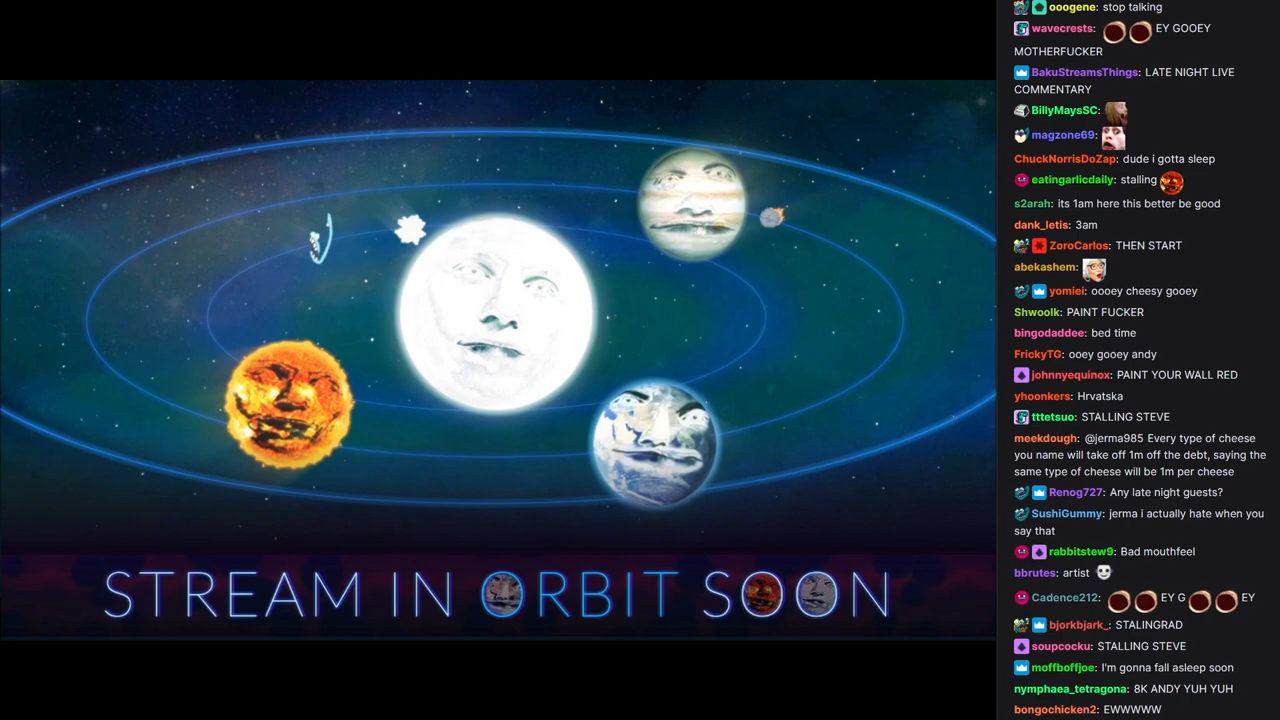 STREAM IN ORBIT SOON
ooogene: stop talking
wavecrests: EY GOOEY
MOTHERFUCKER
BakuStreamsThings: LATE NIGHT LIVE
COMMENTARY
BillyMaysSC:
magzone69:
ChuckNorrisDoZap: dude i gotta sleep
eatingarlicdaily: stalling
s2arah: its 1am here this better be good
dank_letis: 3am
ZoroCarlos: THEN START
abekashem:
yomiei: oooey cheesy gooey
Shwoolk: PAINT FUCKER
bingodaddee: bed time
FrickyTG: ooey gooey andy
johnnyequinox: PAINT YOUR WALL RED
yhoonkers: Hrvatska
tttetsuo: STALLING STEVE
meekdough: @jerma985 Every type of cheese
you name will take off 1m off the debt, saying the
same type of cheese will be 1m per cheese
Renog727: Any late night guests?
SushiGummy: jerma i actually hate when you
say that
rabbitstew9: Bad mouthfeel
bbrutes: artist
Cadence212: EY G EY
bjorkbjark_: STALINGRAD
soupcocku: STALLING STEVE
moffboffjoe: I'm gonna fall asleep soon
nymphaea_tetragona: 8K ANDY YUH YUH
bongochicken2: EWWWWW